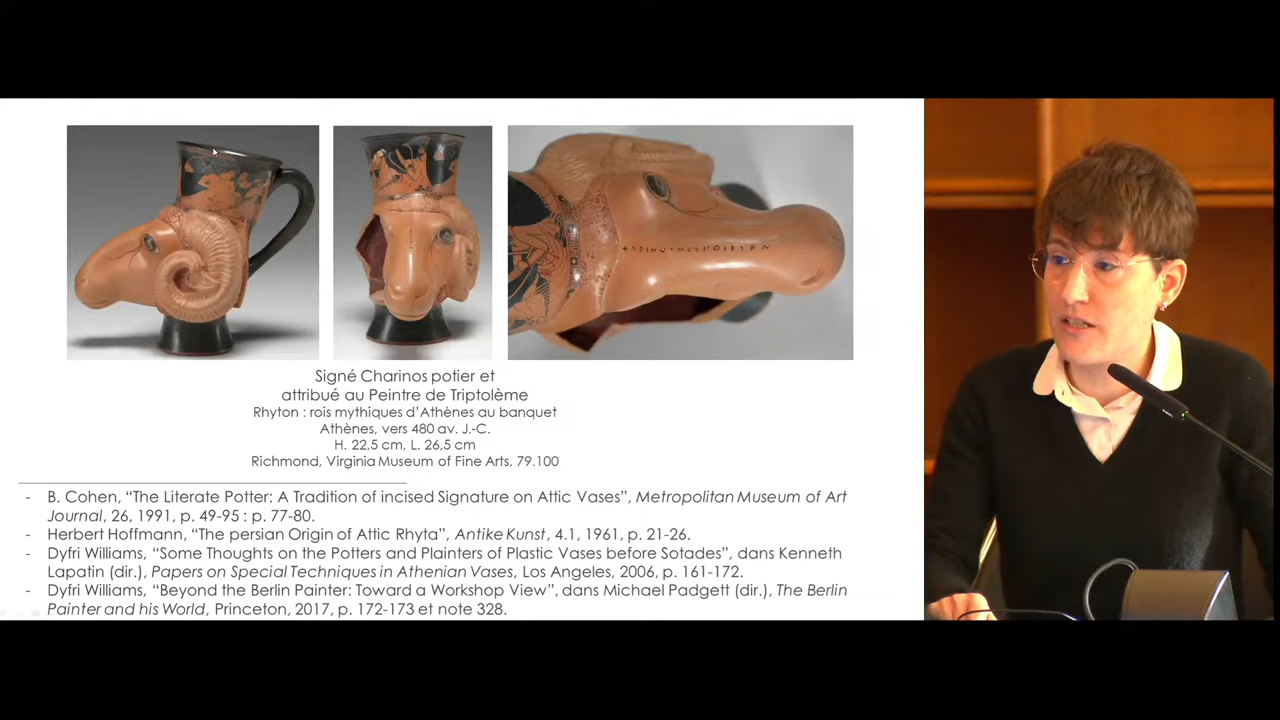 Signé Charinos potier et
attribué au Peintre de Triptolème
Rhyton : rois mythiques d'Athènes au banquet
Athènes, vers 480 av. J.-C.
H. 22,5 cm, L. 26,5 cm
Richmond, Virginia Museum of Fine Arts, 79.100
- B. Cohen, “The Literate Potter: A Tradition of incised Signature on Attic Vases”, Metropolitan Museum of Art
Journal, 26, 1991, p. 49-95 : p. 77-80.
- Herbert Hoffmann, “The persian Origin of Attic Rhyta”, Antike Kunst, 4.1, 1961, p. 21-26.
- Dyfri Williams, “Some Thoughts on the Potters and Plainters of Plastic Vases before Sotades”, dans Kenneth
Lapatin (dir.), Papers on Special Techniques in Athenian Vases, Los Angeles, 2006, p. 161-172.
- Dyfri Williams, “Beyond the Berlin Painter: Toward a Workshop View”, dans Michael Padgett (dir.), The Berlin
Painter and his World, Princeton, 2017, p. 172-173 et note 328.